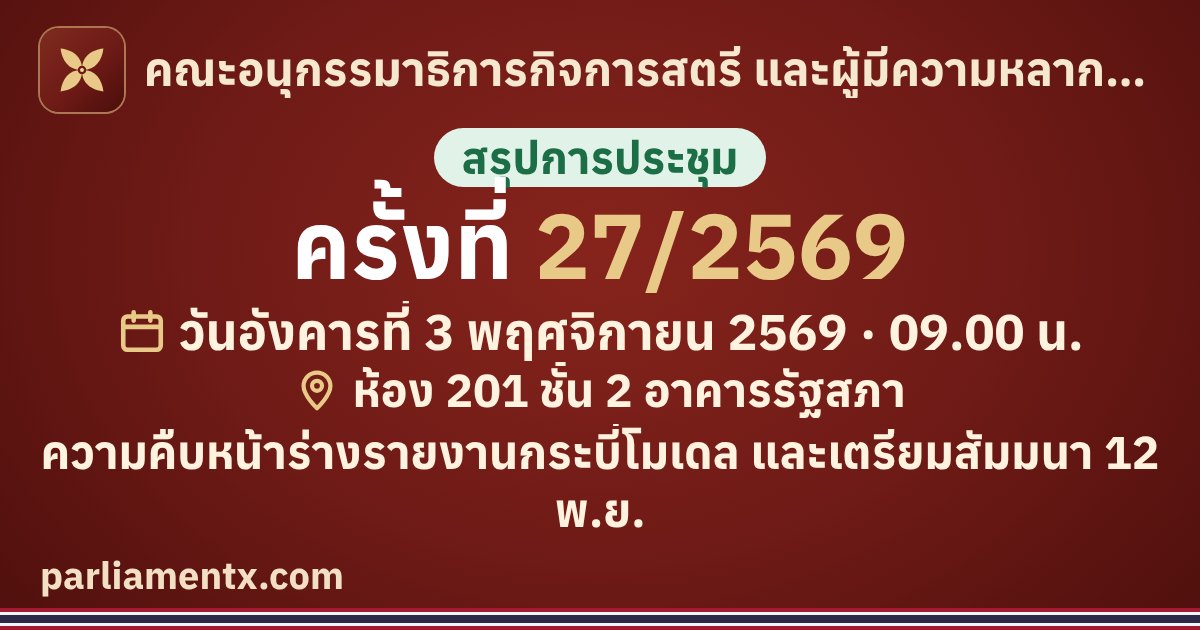 คณะอนุกรรมาธิการกิจการสตรี และผู้มีความหลาก...
สรุปการประชุม
ครั้งที่ 27/2569
วันอังคารที่ 3 พฤศจิกายน 2569 · 09.00 น.
ห้อง 201 ชั้น 2 อาคารรัฐสภา
ความคืบหน้าร่างรายงานกระบี่โมเดล และเตรียมสัมมนา 12
พ.ย.
parliamentx.com